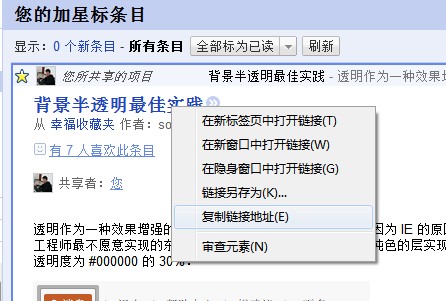 您的加星标条目
显示：0 个新条目 - 所有条目 全部标为已读 刷新
您所共享的项目 背景半透明最佳实践 - 透明作为一种效果
背景半透明最佳实践 »
从 幸福收藏夹 作者：so
在新标签页中打开链接(T)
在新窗口中打开链接(W)
有 7 人喜欢此条目
在隐身窗口中打开链接(G)
共享者：您
链接另存为(K)...
复制链接地址(E)
透明作为一种效果增强的 因为 IE 的原
工程师最不愿意实现的东 纯色的层实现
审查元素(N)
透明度为 #000000 的 30%.